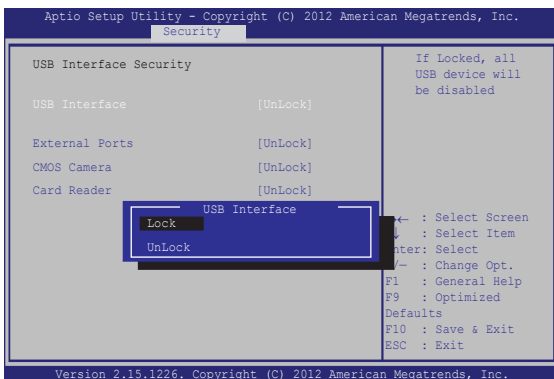 Aptio Setup Utility - Copyright (C) 2012 American Megatrends, Inc.
Security
USB Interface Security
USB Interface [UnLock]
External Ports [UnLock]
CMOS Camera [UnLock]
Card Reader [UnLock]
USB Interface
Lock
UnLock
If Locked, all
USB device will
be disabled
← : Select Screen
: Select Item
nter: Select
/— : Change Opt.
F1 : General Help
F9 : Optimized
Defaults
F10 : Save & Exit
ESC : Exit
Version 2.15.1226. Copyright (C) 2012 American Megatrends, Inc.